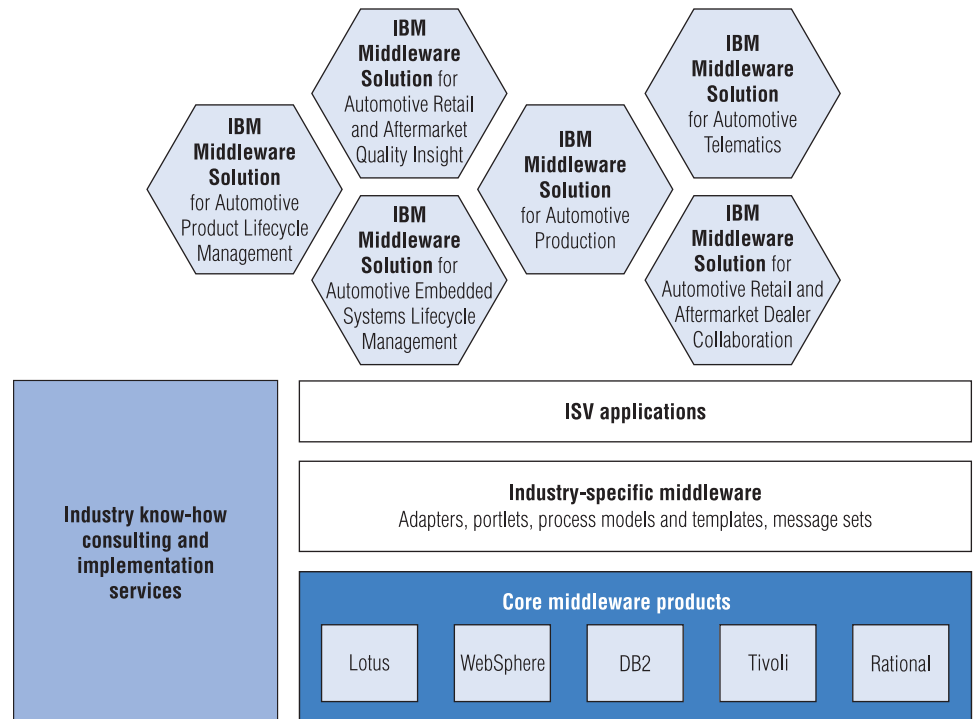 IBM
Middleware
Solution for
Automotive Retail
and Aftermarket
Quality Insight
IBM
Middleware
Solution
for Automotive
Telematics
IBM
Middleware
Solution
for Automotive
Product Lifecycle
Management
IBM
Middleware
Solution
for Automotive
Production
IBM
Middleware
Solution for
Automotive Embedded
Systems Lifecycle
Management
IBM
Middleware
Solution for
Automotive Retail and
Aftermarket Dealer
Collaboration
Industry know-how
consulting and
implementation
services
ISV applications
Industry-specific middleware
Adapters, portlets, process models and templates, message sets
Core middleware products
Lotus
WebSphere
DB2
Tivoli
Rational